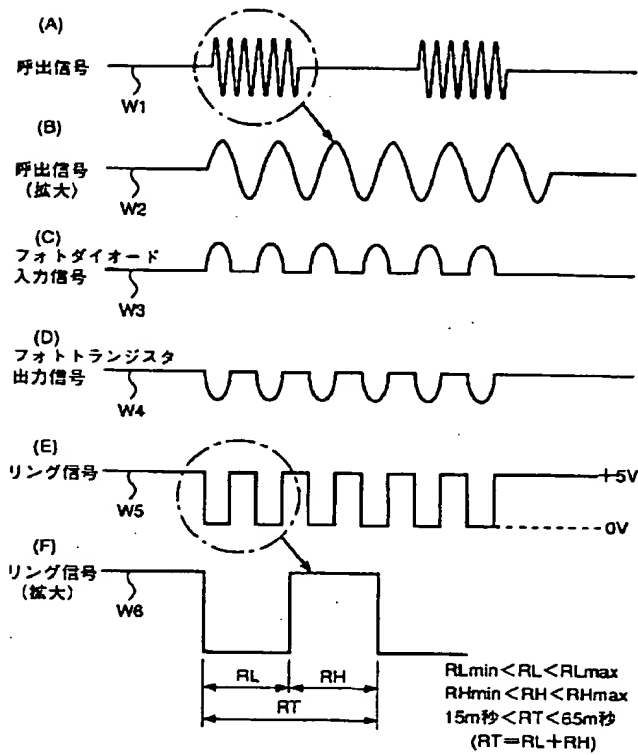 (A)
呼出信号
W1
(B)
呼出信号
(拡大)
W2
(C)
フォトダイオード
入力信号
W3
(D)
フォトトランジスタ
出力信号
W4
(E)
リング信号
W5
+5V
0V
(F)
リング信号
(拡大)
W6
RL
RH
RT
RLmin<RL<RLmax
RHmin<RH<RHmax
15m秒<RT<65m秒
(RT=RL+RH)